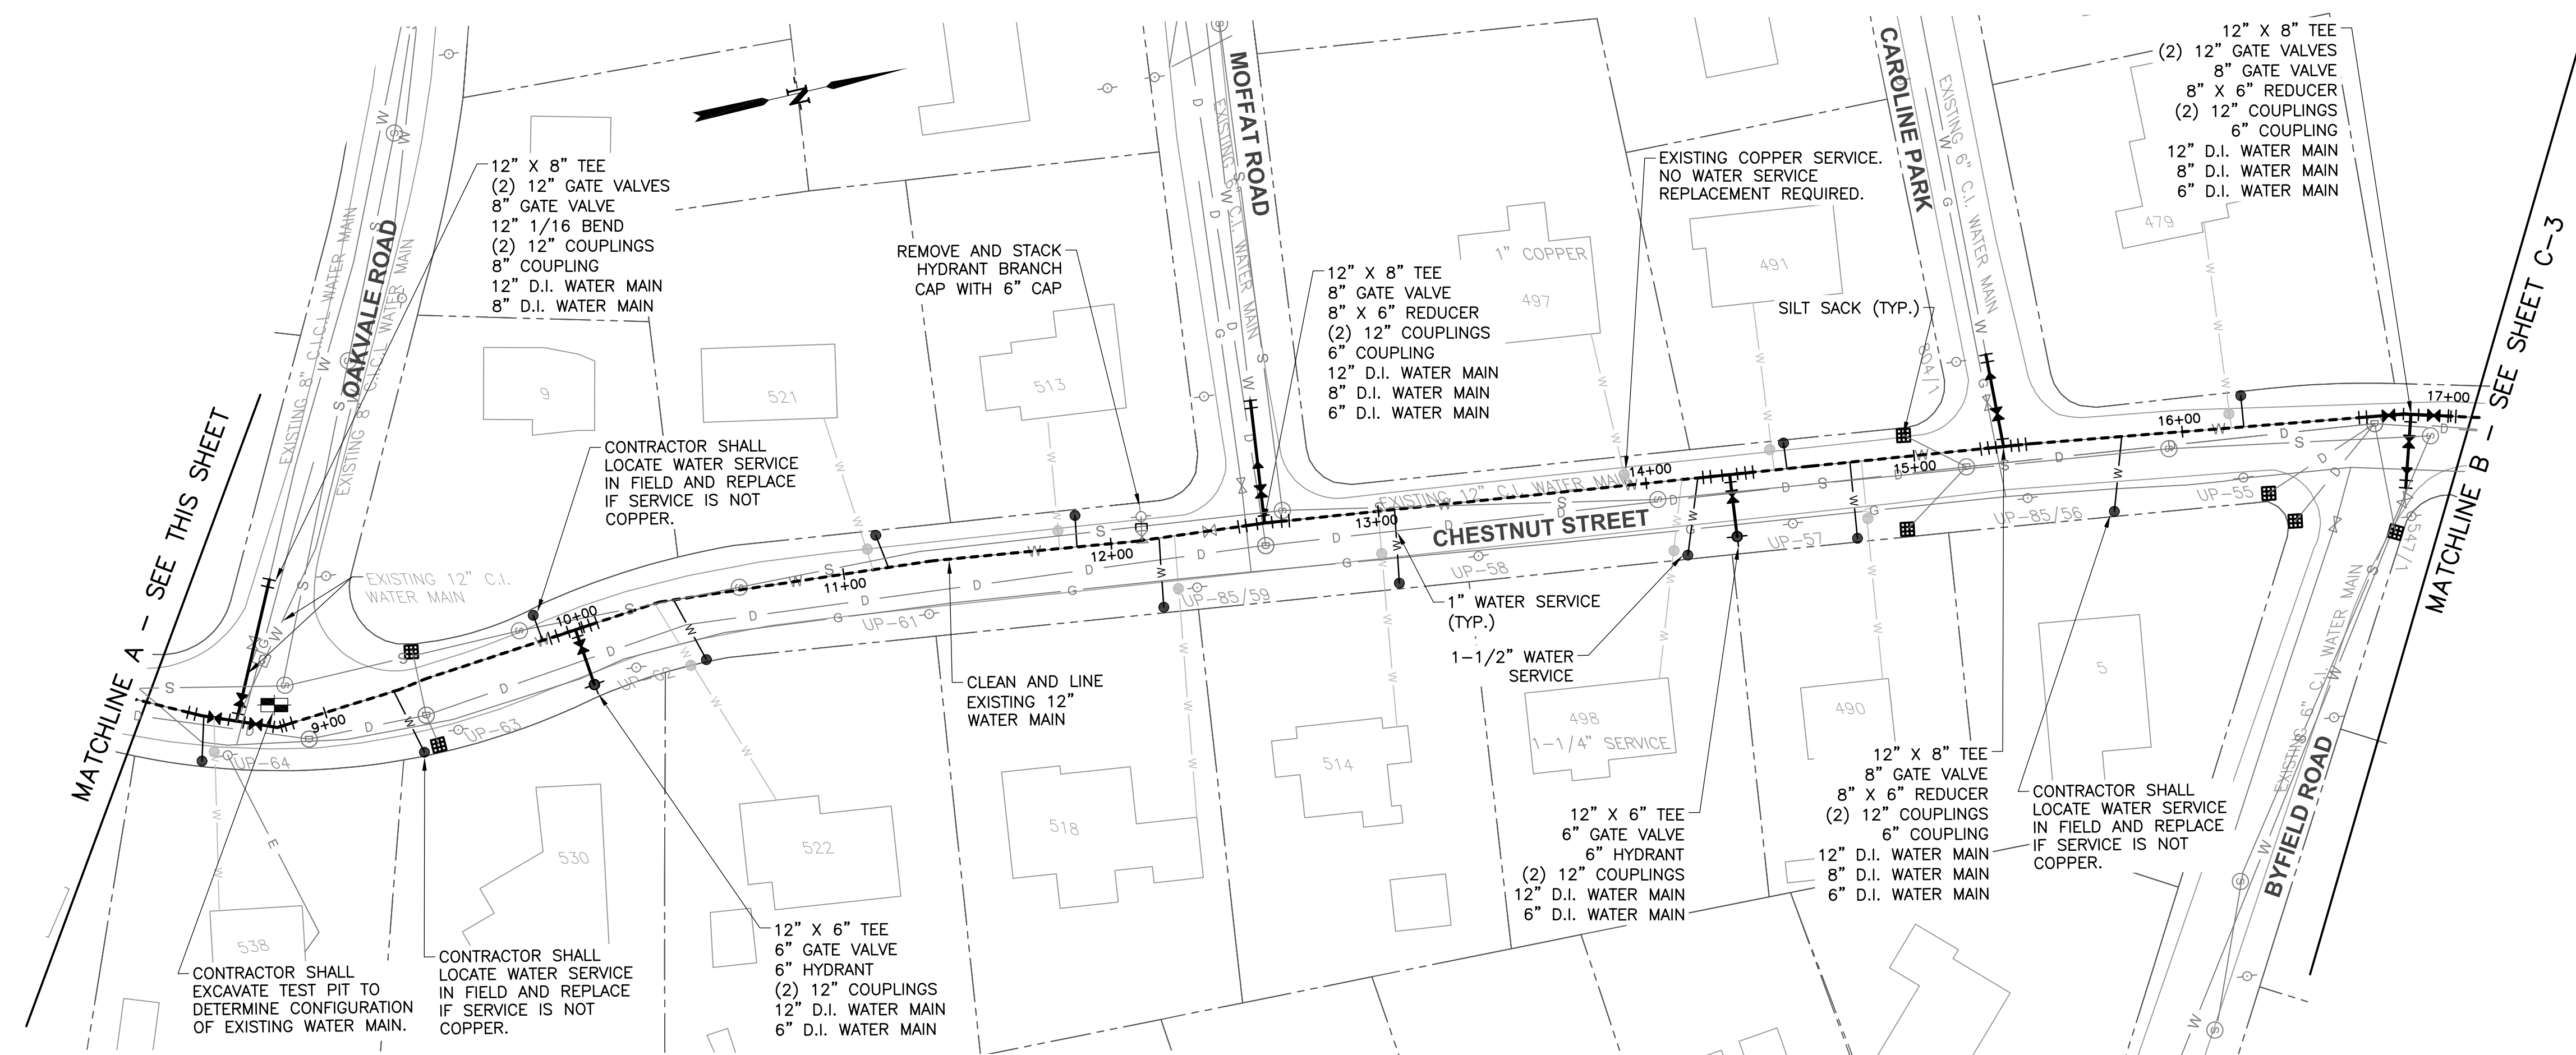 12" X 8" TEE
(2) 12" GATE VALVES
8" GATE VALVE
8" X 6" REDUCER
(2) 12" COUPLINGS
6" COUPLING
12" D.I. WATER MAIN
8" D.I. WATER MAIN
6" D.I. WATER MAIN
12" X 8" TEE
(2) 12" GATE VALVES
8" GATE VALVE
12" 1/16 BEND
(2) 12" COUPLINGS
8" COUPLING
12" D.I. WATER MAIN
8" D.I. WATER MAIN
N
OAKVALE ROAD
EXISTING 8" C.I.C.L WATER MAIN
EXISTING 8" C.I.C.L WATER MAIN
MOFFAT ROAD
EXISTING 6" C.I. WATER MAIN
CAROLINE PARK
EXISTING 6" C.I. WATER MAIN
REMOVE AND STACK
HYDRANT BRANCH
CAP WITH 6" CAP
12" X 8" TEE
8" GATE VALVE
8" X 6" REDUCER
(2) 12" COUPLINGS
6" COUPLING
12" D.I. WATER MAIN
8" D.I. WATER MAIN
6" D.I. WATER MAIN
EXISTING COPPER SERVICE.
NO WATER SERVICE
REPLACEMENT REQUIRED.
1" COPPER
497
491
479
SILT SACK (TYP.)
804/1
9
521
513
MATCHLINE A - SEE THIS SHEET
MATCHLINE B - SEE SHEET C-3
CONTRACTOR SHALL
LOCATE WATER SERVICE
IN FIELD AND REPLACE
IF SERVICE IS NOT
COPPER.
EXISTING 12" C.I.
WATER MAIN
EXISTING 12" C.I. WATER MAIN
CHESTNUT STREET
9+00
10+00
11+00
12+00
13+00
14+00
15+00
16+00
17+00
UP-64
UP-63
UP-62
UP-61
UP-85/59
UP-58
UP-57
UP-85/56
UP-55
547/1
CLEAN AND LINE
EXISTING 12"
WATER MAIN
1" WATER SERVICE
(TYP.)
1-1/2" WATER
SERVICE
538
530
522
518
514
498
1-1/4" SERVICE
490
5
CONTRACTOR SHALL
EXCAVATE TEST PIT TO
DETERMINE CONFIGURATION
OF EXISTING WATER MAIN.
CONTRACTOR SHALL
LOCATE WATER SERVICE
IN FIELD AND REPLACE
IF SERVICE IS NOT
COPPER.
12" X 6" TEE
6" GATE VALVE
6" HYDRANT
(2) 12" COUPLINGS
12" D.I. WATER MAIN
6" D.I. WATER MAIN
12" X 6" TEE
6" GATE VALVE
6" HYDRANT
(2) 12" COUPLINGS
12" D.I. WATER MAIN
6" D.I. WATER MAIN
12" X 8" TEE
8" GATE VALVE
8" X 6" REDUCER
(2) 12" COUPLINGS
6" COUPLING
12" D.I. WATER MAIN
8" D.I. WATER MAIN
6" D.I. WATER MAIN
CONTRACTOR SHALL
LOCATE WATER SERVICE
IN FIELD AND REPLACE
IF SERVICE IS NOT
COPPER.
EXISTING 6" C.I. WATER MAIN
BYFIELD ROAD